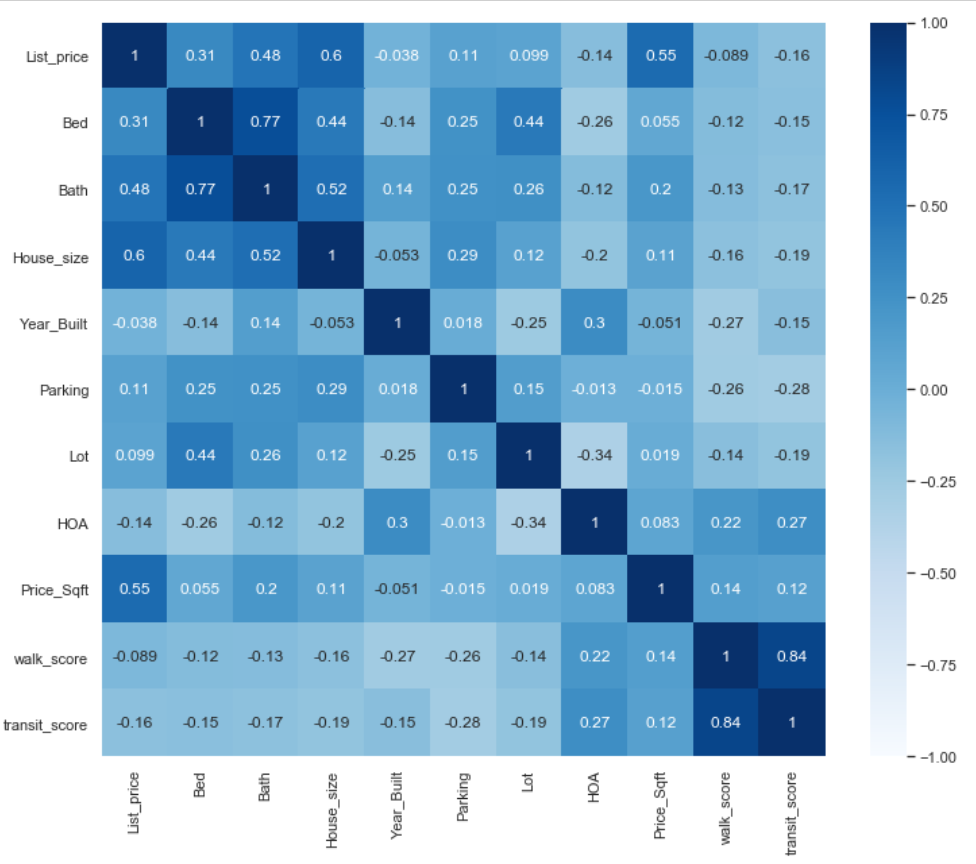 List_price 1 0.31 0.48 0.6 -0.038 0.11 0.099 -0.14 0.55 -0.089 -0.16
Bed 0.31 1 0.77 0.44 -0.14 0.25 0.44 -0.26 0.055 -0.12 -0.15
Bath 0.48 0.77 1 0.52 0.14 0.25 0.26 -0.12 0.2 -0.13 -0.17
House_size 0.6 0.44 0.52 1 -0.053 0.29 0.12 -0.2 0.11 -0.16 -0.19
Year_Built -0.038 -0.14 0.14 -0.053 1 0.018 -0.25 0.3 -0.051 -0.27 -0.15
Parking 0.11 0.25 0.25 0.29 0.018 1 0.15 -0.013 -0.015 -0.26 -0.28
Lot 0.099 0.44 0.26 0.12 -0.25 0.15 1 -0.34 0.019 -0.14 -0.19
HOA -0.14 -0.26 -0.12 -0.2 0.3 -0.013 -0.34 1 0.083 0.22 0.27
Price_Sqft 0.55 0.055 0.2 0.11 -0.051 -0.015 0.019 0.083 1 0.14 0.12
walk_score -0.089 -0.12 -0.13 -0.16 -0.27 -0.26 -0.14 0.22 0.14 1 0.84
transit_score -0.16 -0.15 -0.17 -0.19 -0.15 -0.28 -0.19 0.27 0.12 0.84 1
List_price
Bed
Bath
House_size
Year_Built
Parking
Lot
HOA
Price_Sqft
walk_score
transit_score
1.00
0.75
0.50
0.25
0.00
−0.25
−0.50
−0.75
−1.00